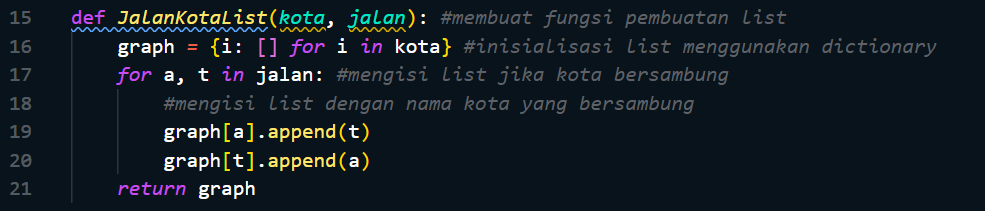 15 def JalanKotaList(kota, jalan): #membuat fungsi pembuatan list
16     graph = {i: [] for i in kota} #inisialisasi list menggunakan dictionary
17     for a, t in jalan: #mengisi list jika kota bersambung
18         #mengisi list dengan nama kota yang bersambung
19         graph[a].append(t)
20         graph[t].append(a)
21     return graph